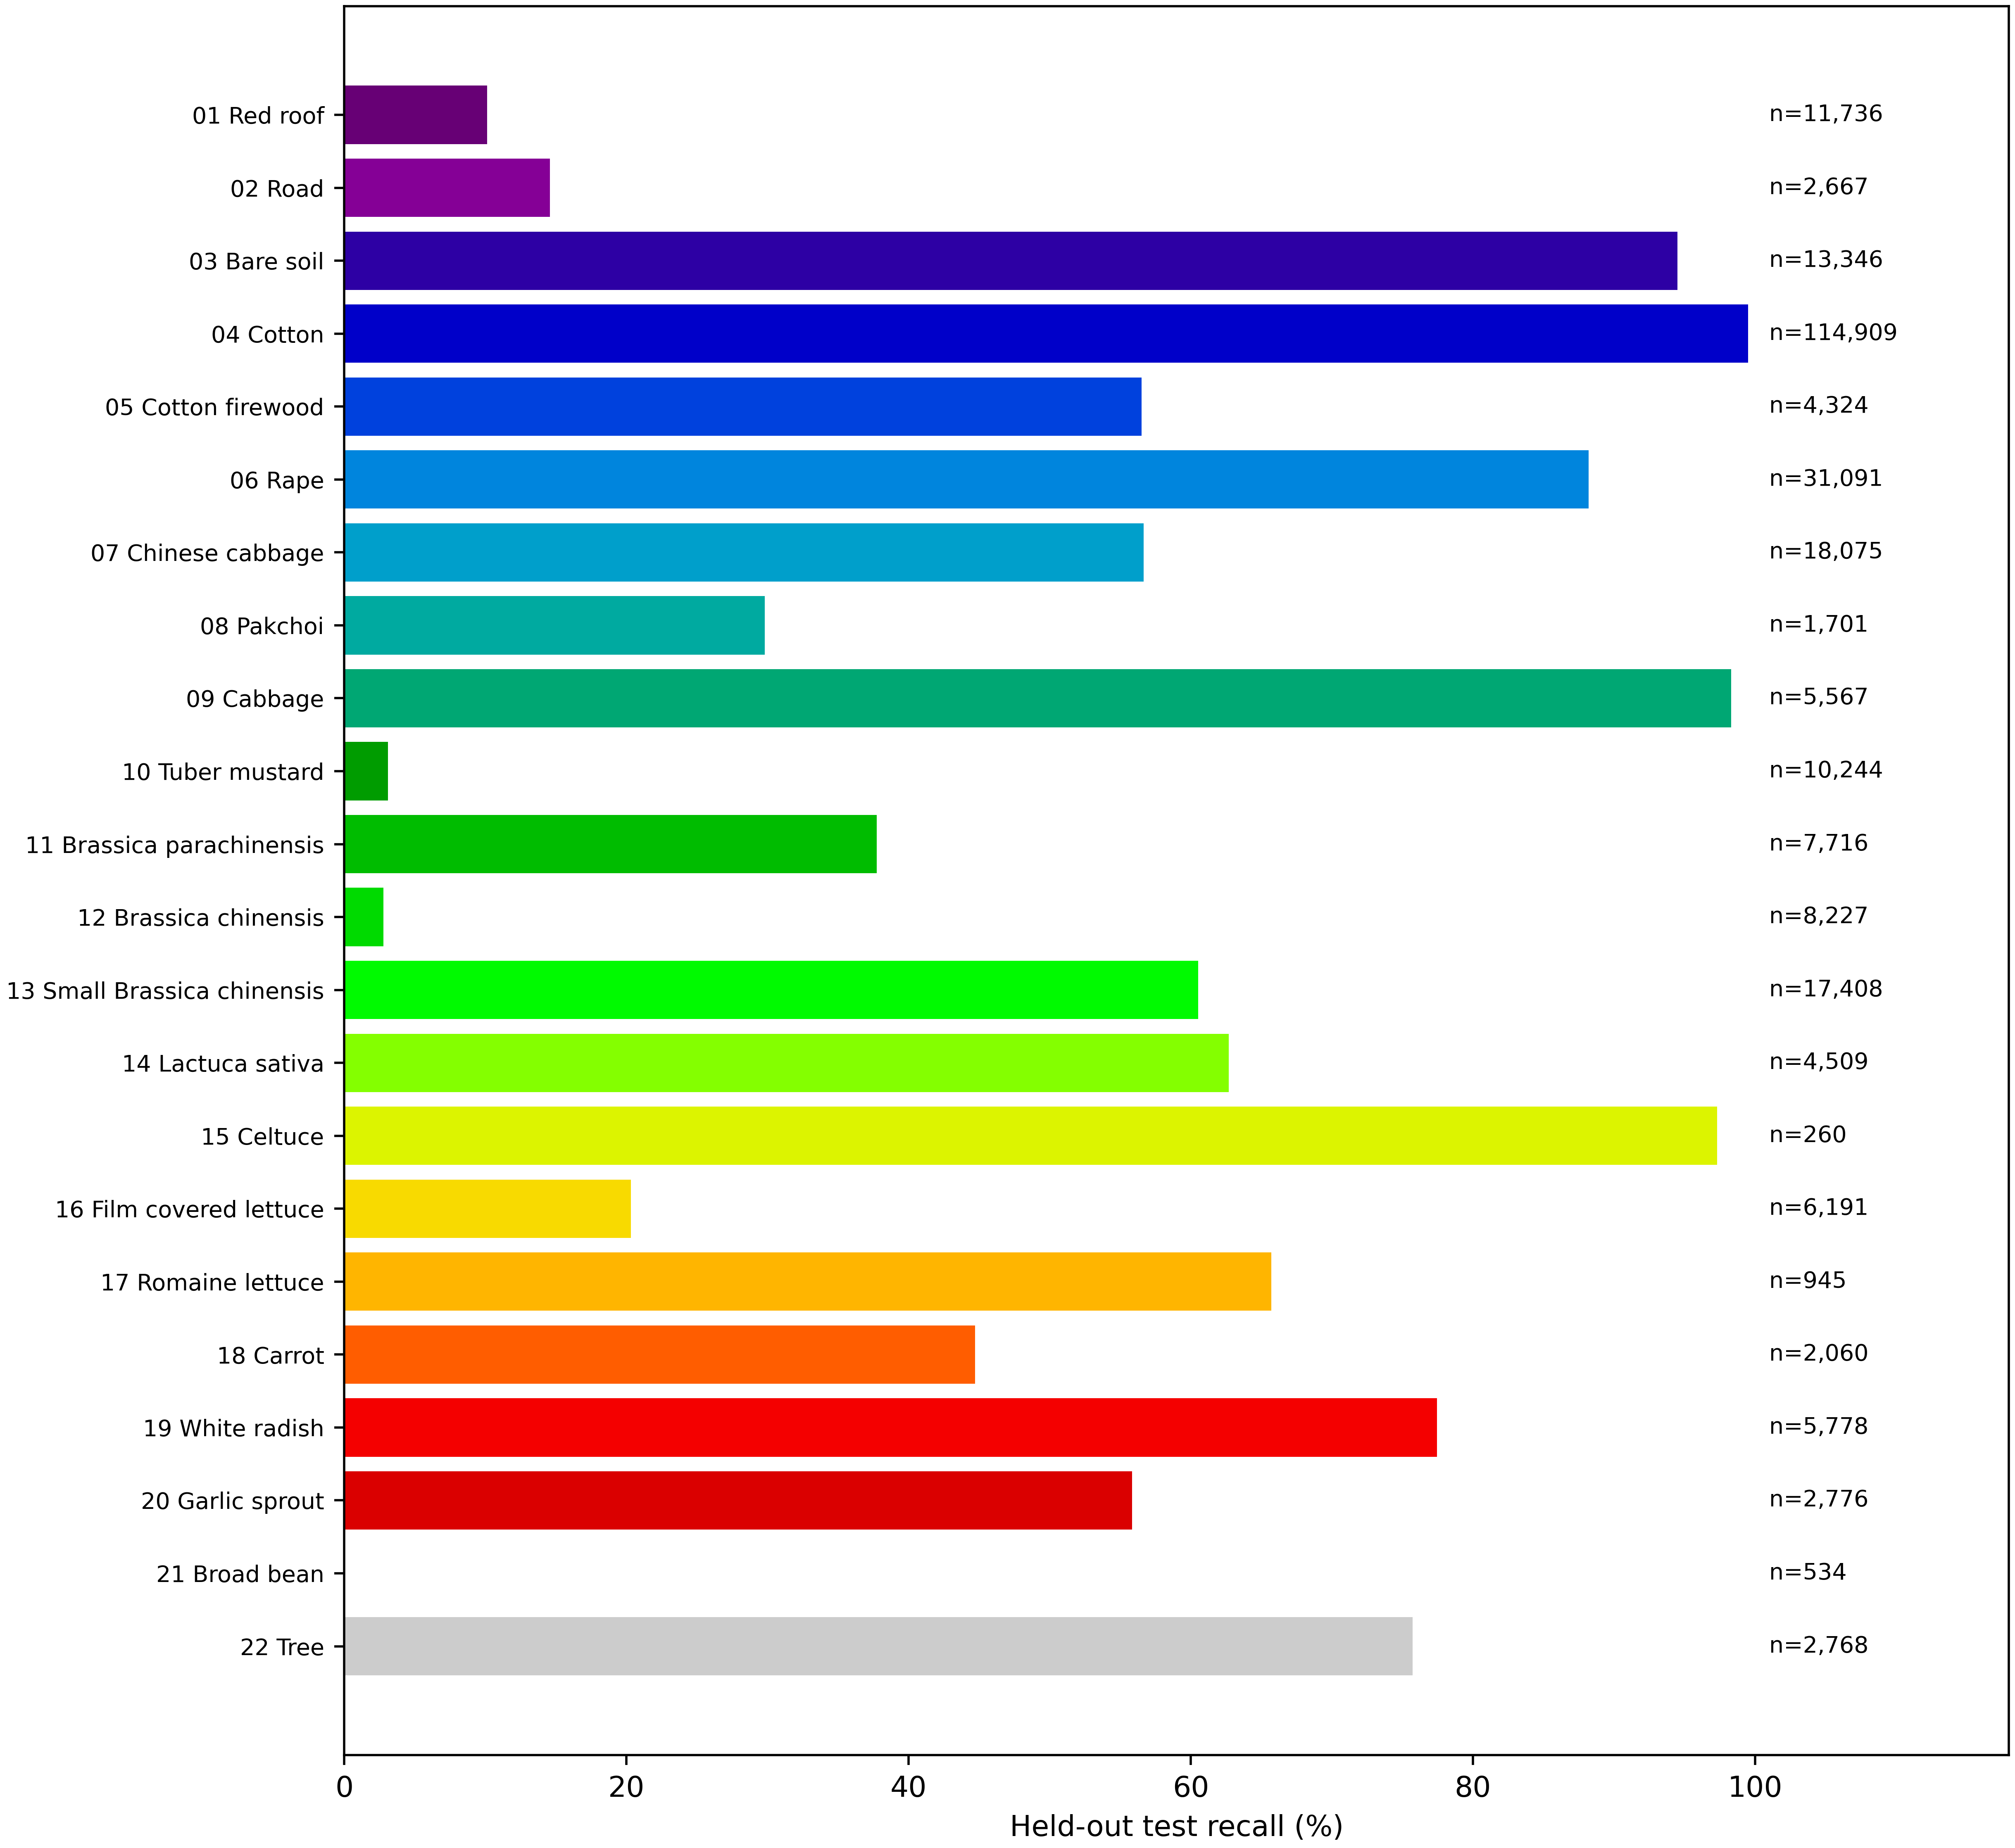 01 Red roof n=11,736
02 Road n=2,667
03 Bare soil n=13,346
04 Cotton n=114,909
05 Cotton firewood n=4,324
06 Rape n=31,091
07 Chinese cabbage n=18,075
08 Pakchoi n=1,701
09 Cabbage n=5,567
10 Tuber mustard n=10,244
11 Brassica parachinensis n=7,716
12 Brassica chinensis n=8,227
13 Small Brassica chinensis n=17,408
14 Lactuca sativa n=4,509
15 Celtuce n=260
16 Film covered lettuce n=6,191
17 Romaine lettuce n=945
18 Carrot n=2,060
19 White radish n=5,778
20 Garlic sprout n=2,776
21 Broad bean n=534
22 Tree n=2,768
0 20 40 60 80 100
Held-out test recall (%)